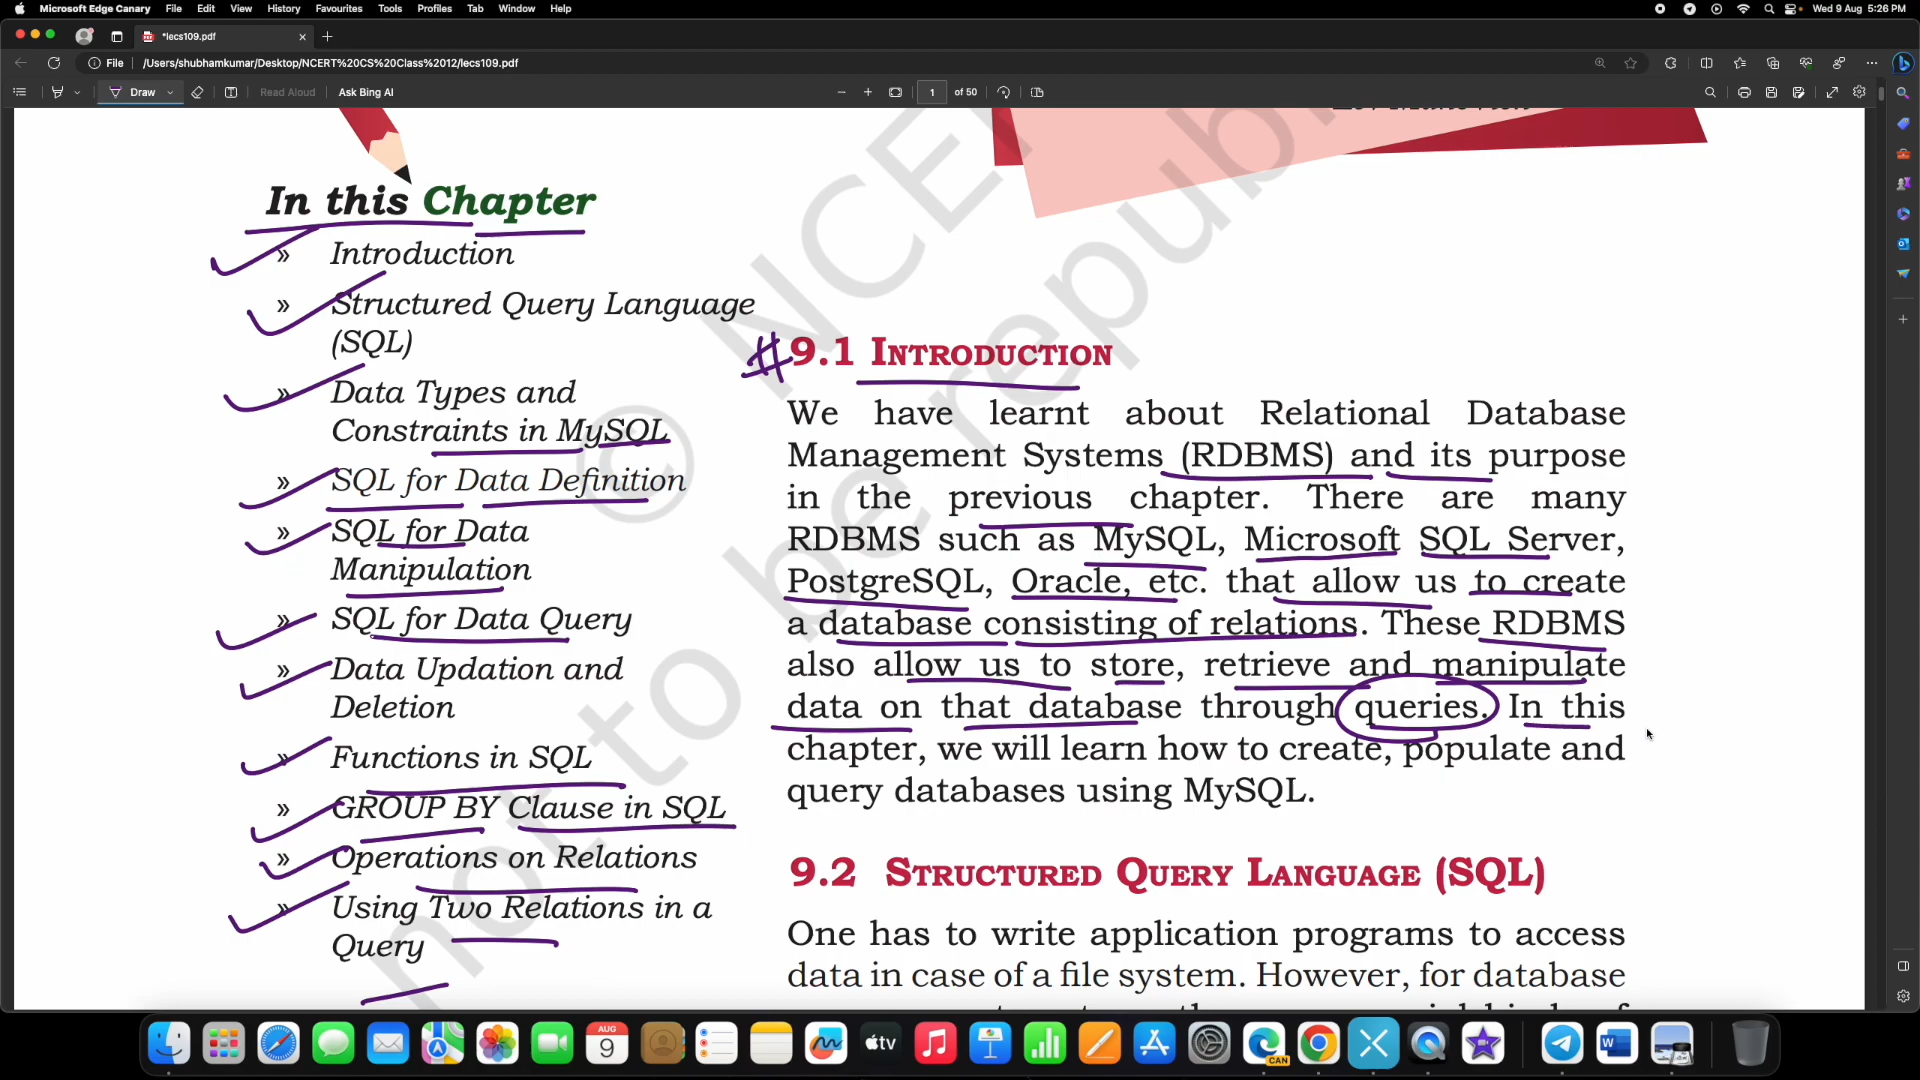 Microsoft Edge Canary File Edit View History Favourites Tools Profiles Tab Window Help Wed 9 Aug 5:26 PM
*lecs109.pdf
File /Users/shubhamkumar/Desktop/NCERT%20CS%20Class%2012/lecs109.pdf
Draw Read Aloud Ask Bing AI 1 of 50
In this Chapter
» Introduction
» Structured Query Language
(SQL)
» Data Types and
Constraints in MySQL
» SQL for Data Definition
» SQL for Data
Manipulation
» SQL for Data Query
» Data Updation and
Deletion
» Functions in SQL
» GROUP BY Clause in SQL
» Operations on Relations
» Using Two Relations in a
Query
# 9.1 INTRODUCTION
We have learnt about Relational Database
Management Systems (RDBMS) and its purpose
in the previous chapter. There are many
RDBMS such as MySQL, Microsoft SQL Server,
PostgreSQL, Oracle, etc. that allow us to create
a database consisting of relations. These RDBMS
also allow us to store, retrieve and manipulate
data on that database through queries. In this
chapter, we will learn how to create, populate and
query databases using MySQL.
9.2 STRUCTURED QUERY LANGUAGE (SQL)
One has to write application programs to access
data in case of a file system. However, for database
© NCE
not to be republi
AUG
9
tv
CAN
W